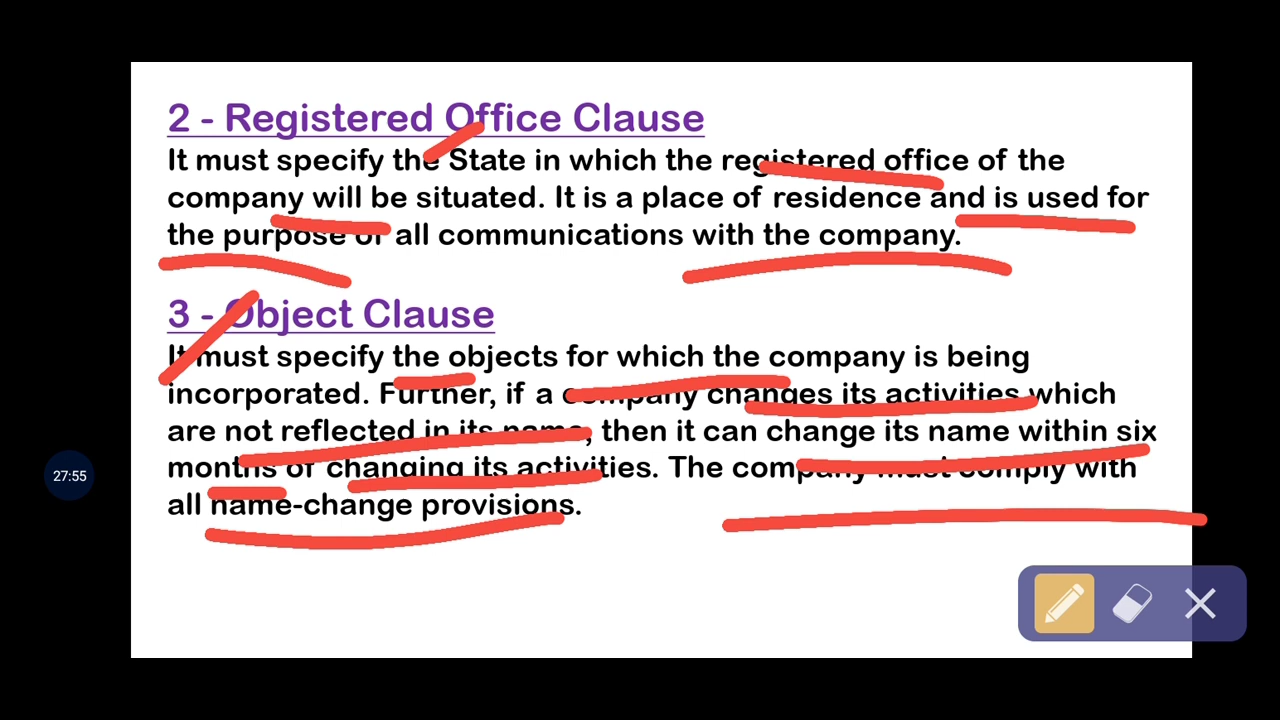 2 - Registered Office Clause
It must specify the State in which the registered office of the
company will be situated. It is a place of residence and is used for
the purpose of all communications with the company.
3 - Object Clause
It must specify the objects for which the company is being
incorporated. Further, if a company changes its activities which
are not reflected in its name, then it can change its name within six
months of changing its activities. The company must comply with
all name-change provisions.
27:55